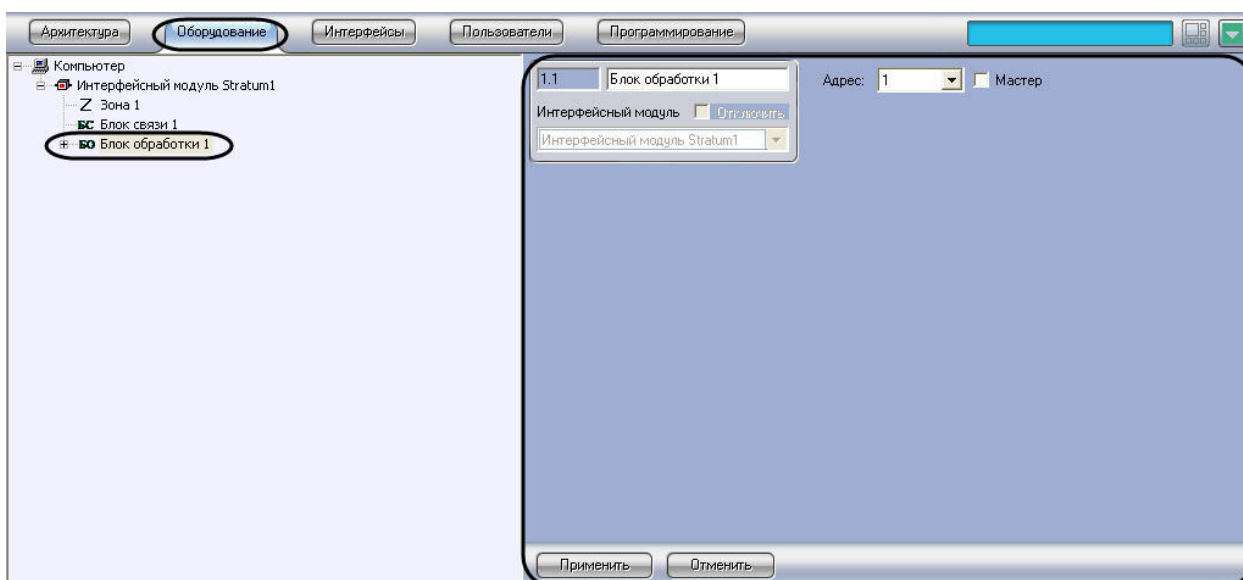 Архитектура Оборудование Интерфейсы Пользователи Программирование
Компьютер
Интерфейсный модуль Stratum1
Z Зона 1
БС Блок связи 1
БО Блок обработки 1
1.1 Блок обработки 1 Адрес: 1 Мастер
Интерфейсный модуль Отключить
Интерфейсный модуль Stratum1
Применить Отменить